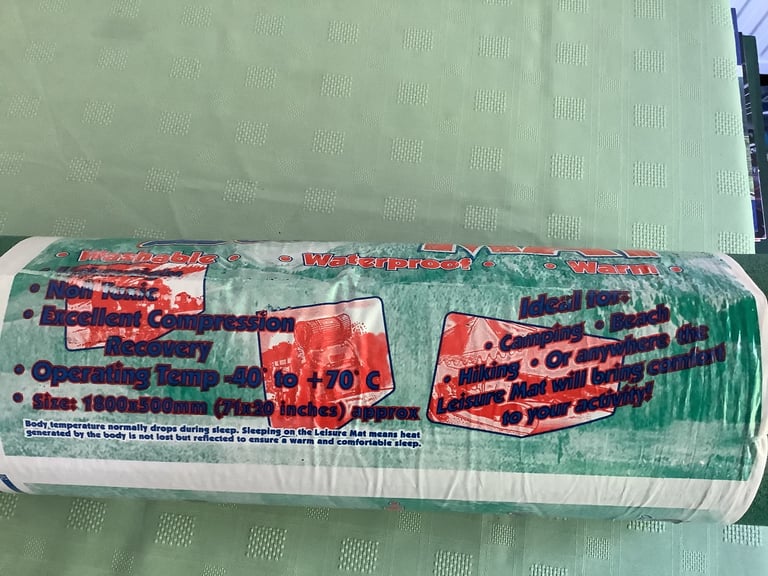 • Washable •
• Waterproof •
• Warm •
• Non Toxic
• Excellent Compression
Recovery
• Operating Temp -40° to +70° C
• Size: 1800x500mm (71x20 inches) approx
Body temperature normally drops during sleep. Sleeping on the Leisure Mat means heat
generated by the body is not lost but reflected to ensure a warm and comfortable sleep.
Ideal for:
• Camping • Beach
• Hiking • Or anywhere the
Leisure Mat will bring comfort
to your activity!